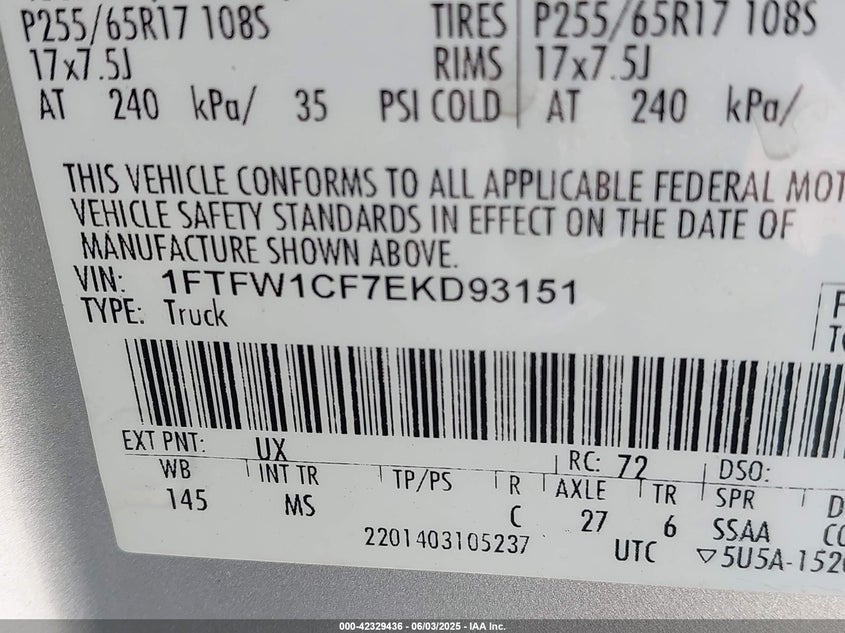 P255/65R17 108S TIRES P255/65R17 108S
17x7.5J RIMS 17x7.5J
AT 240 kPa/ 35 PSI COLD AT 240 kPa/
THIS VEHICLE CONFORMS TO ALL APPLICABLE FEDERAL MOT
VEHICLE SAFETY STANDARDS IN EFFECT ON THE DATE OF
MANUFACTURE SHOWN ABOVE.
VIN: 1FTFW1CF7EKD93151
TYPE: Truck
EXT PNT: UX RC: 72 DSO:
WB INT TR TP/PS R AXLE TR SPR
145 MS C 27 6 SSAA
2201403105237 UTC ▽5U5A-152
000-42329436 - 06/03/2025 - IAA Inc.